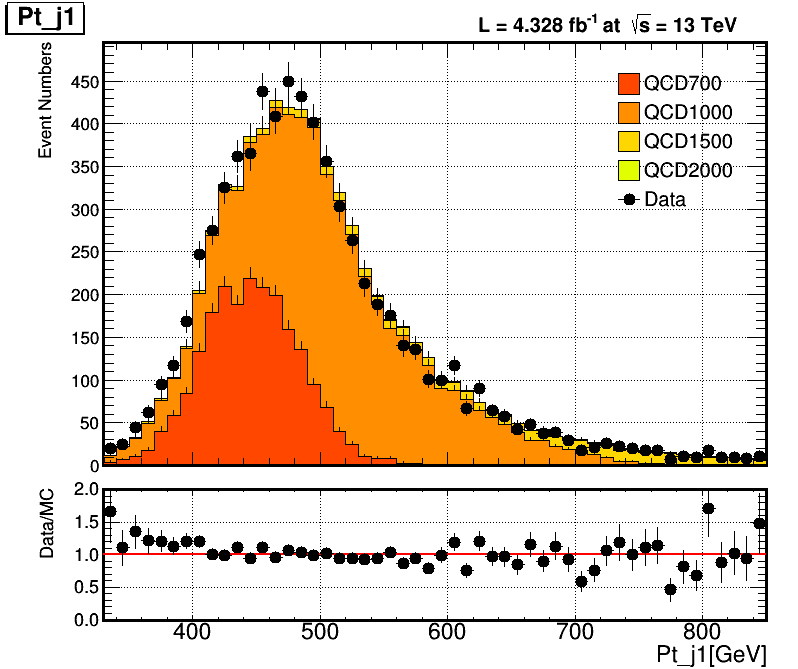 Pt_j1
L = 4.328 fb⁻¹ at √s = 13 TeV
Event Numbers
450
400
350
300
250
200
150
100
50
0
QCD700
QCD1000
QCD1500
QCD2000
Data
Data/MC
2.0
1.5
1.0
0.5
0.0
400 500 600 700 800
Pt_j1[GeV]